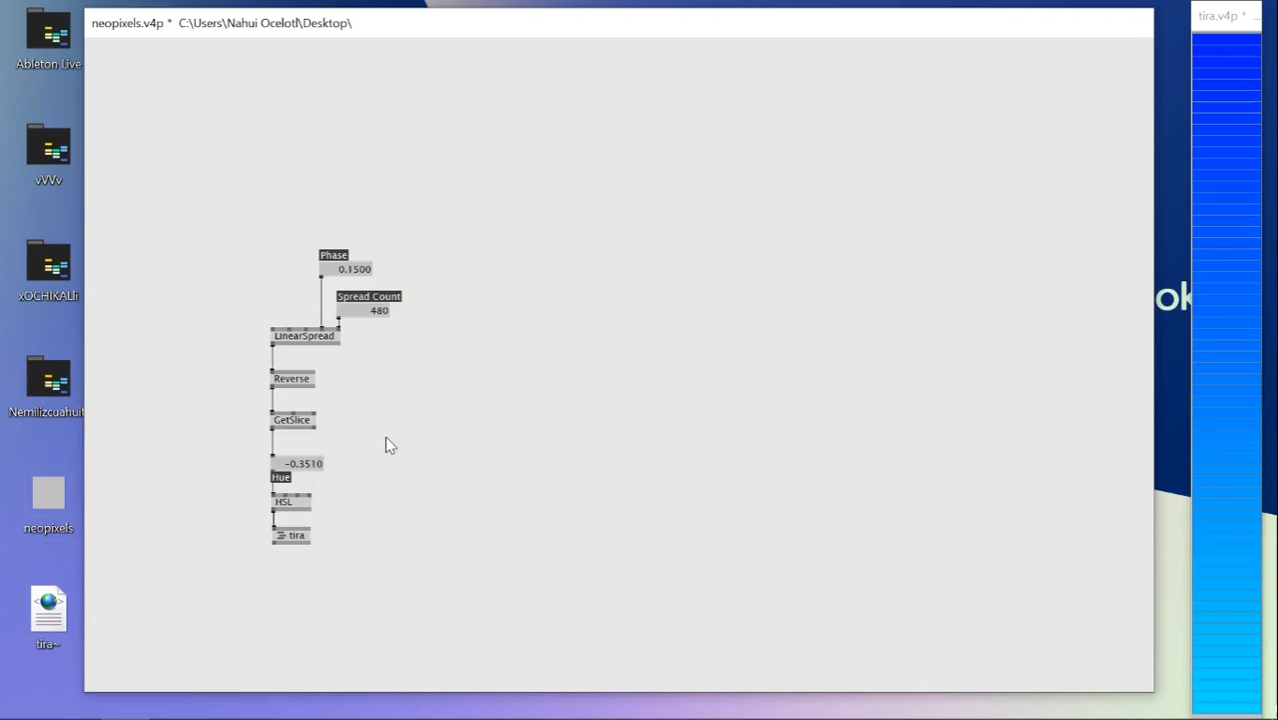 neopixels.v4p * C:\Users\Nahui Ocelotl\Desktop\
tira.v4p * ...
Ableton Live
vVVv
xOCHIKALli
Nemilizcuahuit
neopixels
tira~
Phase
0.1500
Spread Count
480
LinearSpread
Reverse
GetSlice
-0.3510
Hue
HSL
tira
ok